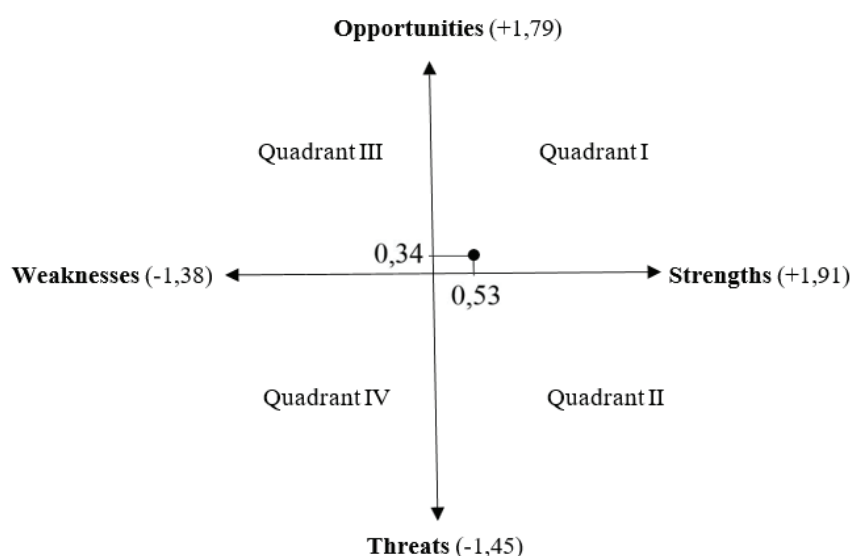 Opportunities (+1,79)
Quadrant III
Quadrant I
0,34
Weaknesses (-1,38)
Strengths (+1,91)
0,53
Quadrant IV
Quadrant II
Threats (-1,45)